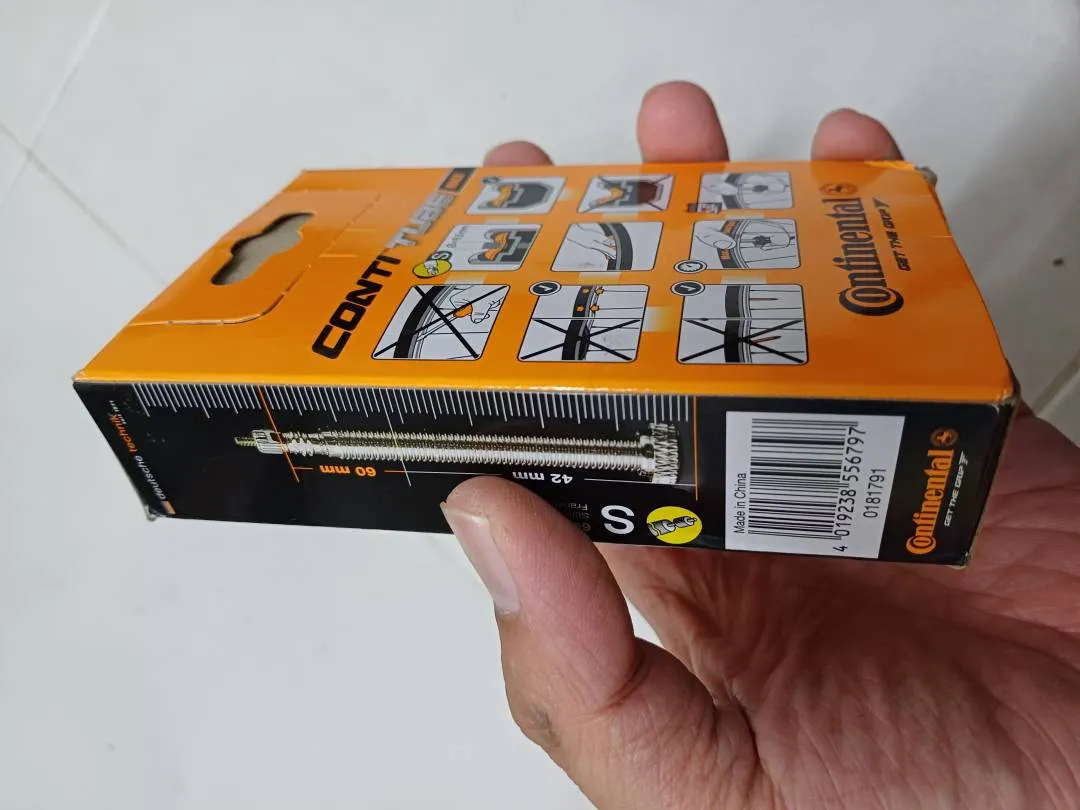 CONTI TUBE
S
Continental
GET THE GRIP
deutsche technik
60 mm
42 mm
S
Made in China
4 019238 556797
0181791
Continental
GET THE GRIP